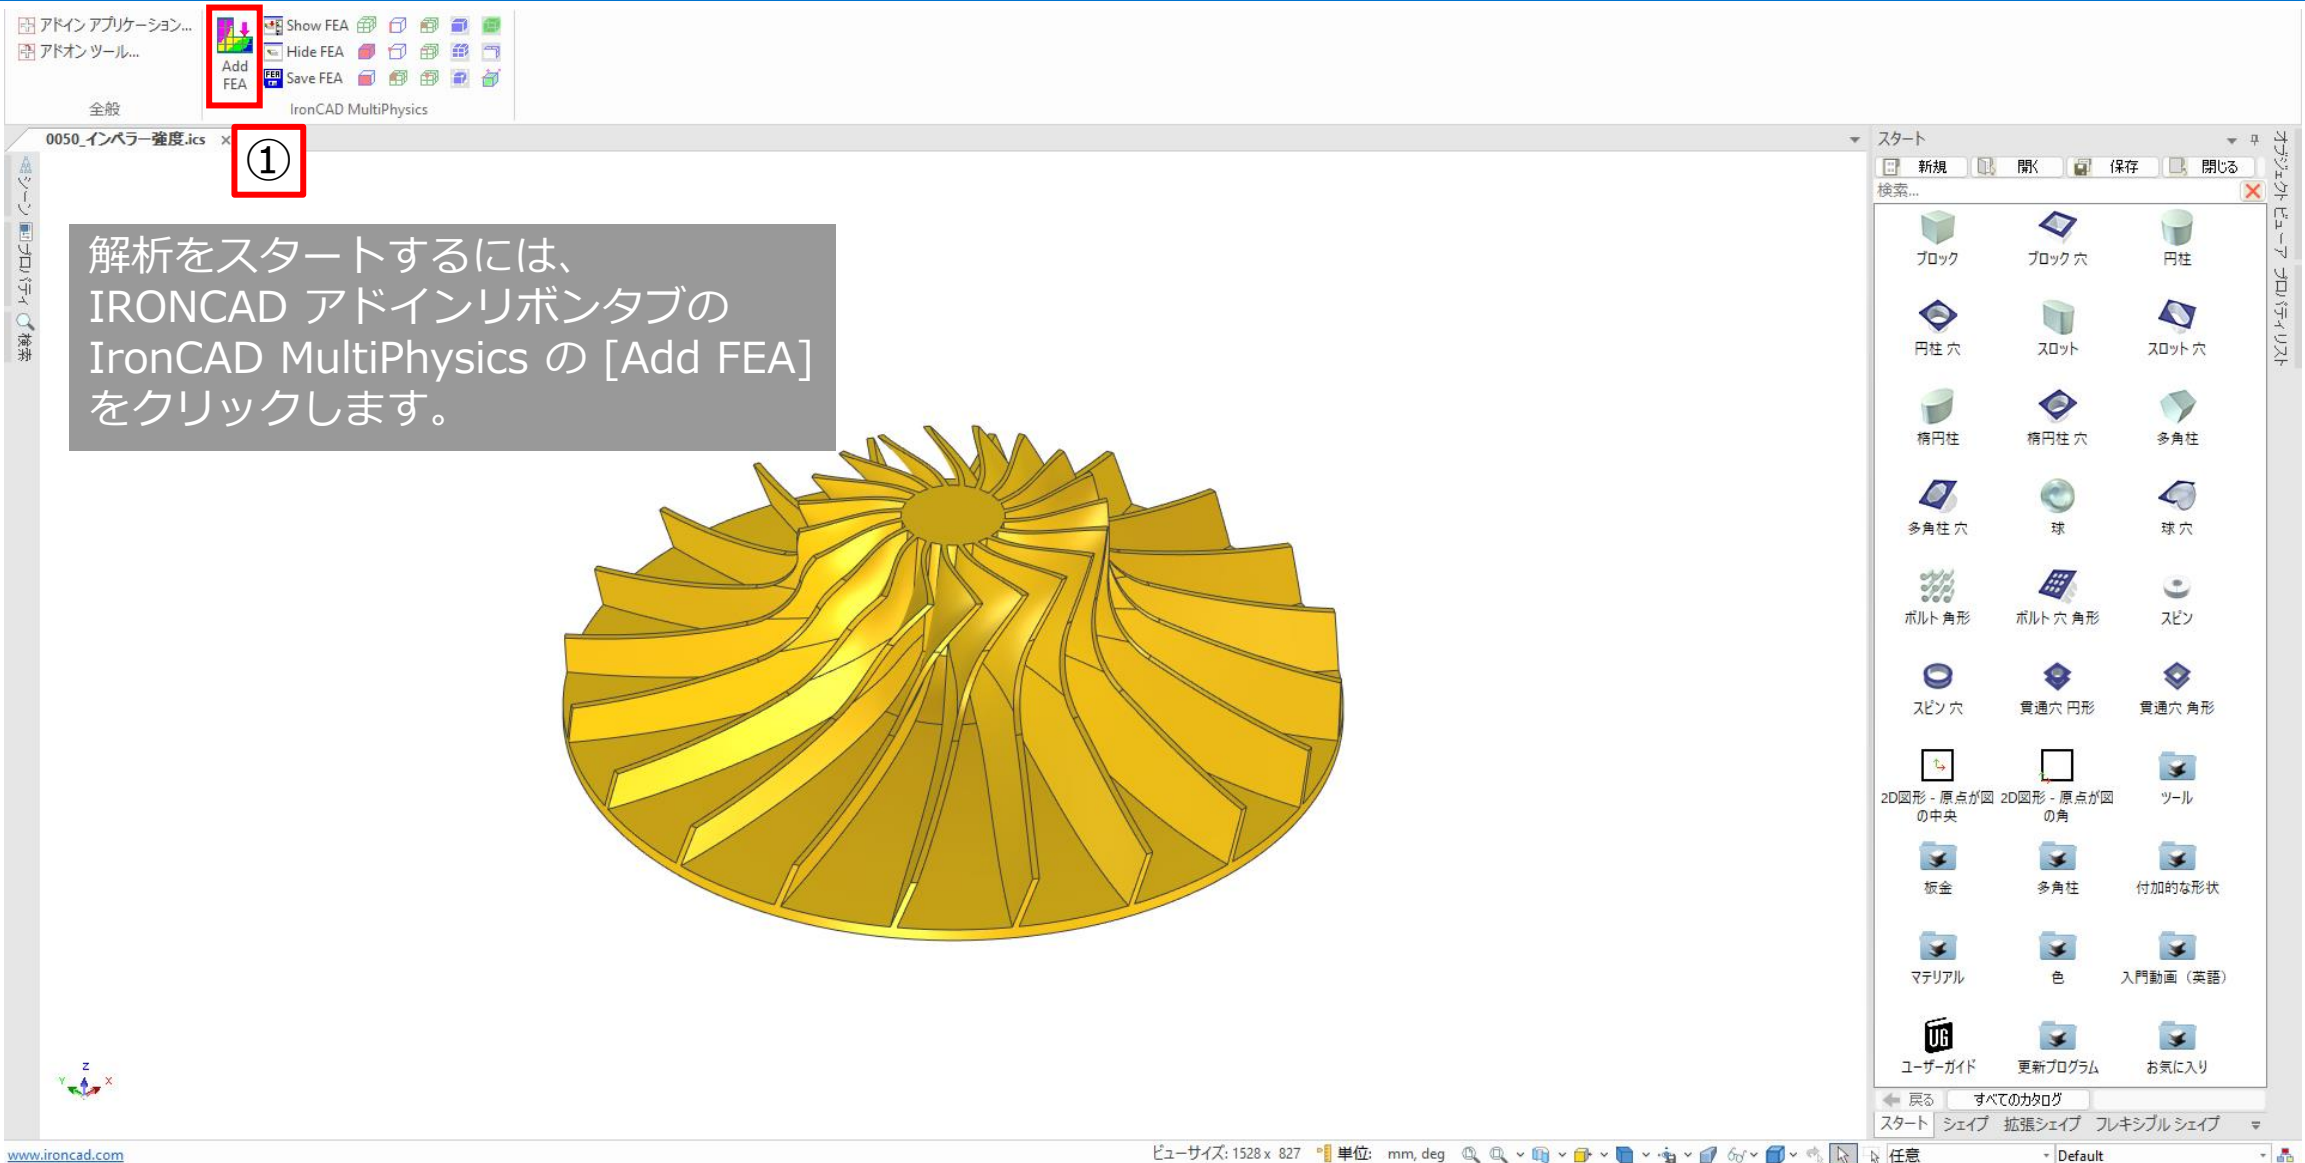 アドイン アプリケーション...
アドオン ツール...
全般
Add
FEA
Show FEA
Hide FEA
Save FEA
IronCAD MultiPhysics
0050_インペラー強度.ics ×
①
解析をスタートするには、
IRONCAD アドインリボンタブの
IronCAD MultiPhysics の [Add FEA]
をクリックします。
シーン
プロパティ
検索
Z
Y
X
スタート
新規 開く 保存 閉じる
検索...
ブロック ブロック 穴 円柱
円柱 穴 スロット スロット 穴
楕円柱 楕円柱 穴 多角柱
多角柱 穴 球 球 穴
ボルト 角形 ボルト 穴 角形 スピン
スピン 穴 貫通穴 円形 貫通穴 角形
2D図形 - 原点が図の中央 2D図形 - 原点が図の角 ツール
板金 多角柱 付加的な形状
マテリアル 色 入門動画（英語）
UG
ユーザーガイド 更新プログラム お気に入り
戻る すべてのカタログ
スタート シェイプ 拡張シェイプ フレキシブル シェイプ
オブジェクト ビューア
プロパティ リスト
www.ironcad.com
ビューサイズ: 1528 x 827 単位: mm, deg 任意 Default